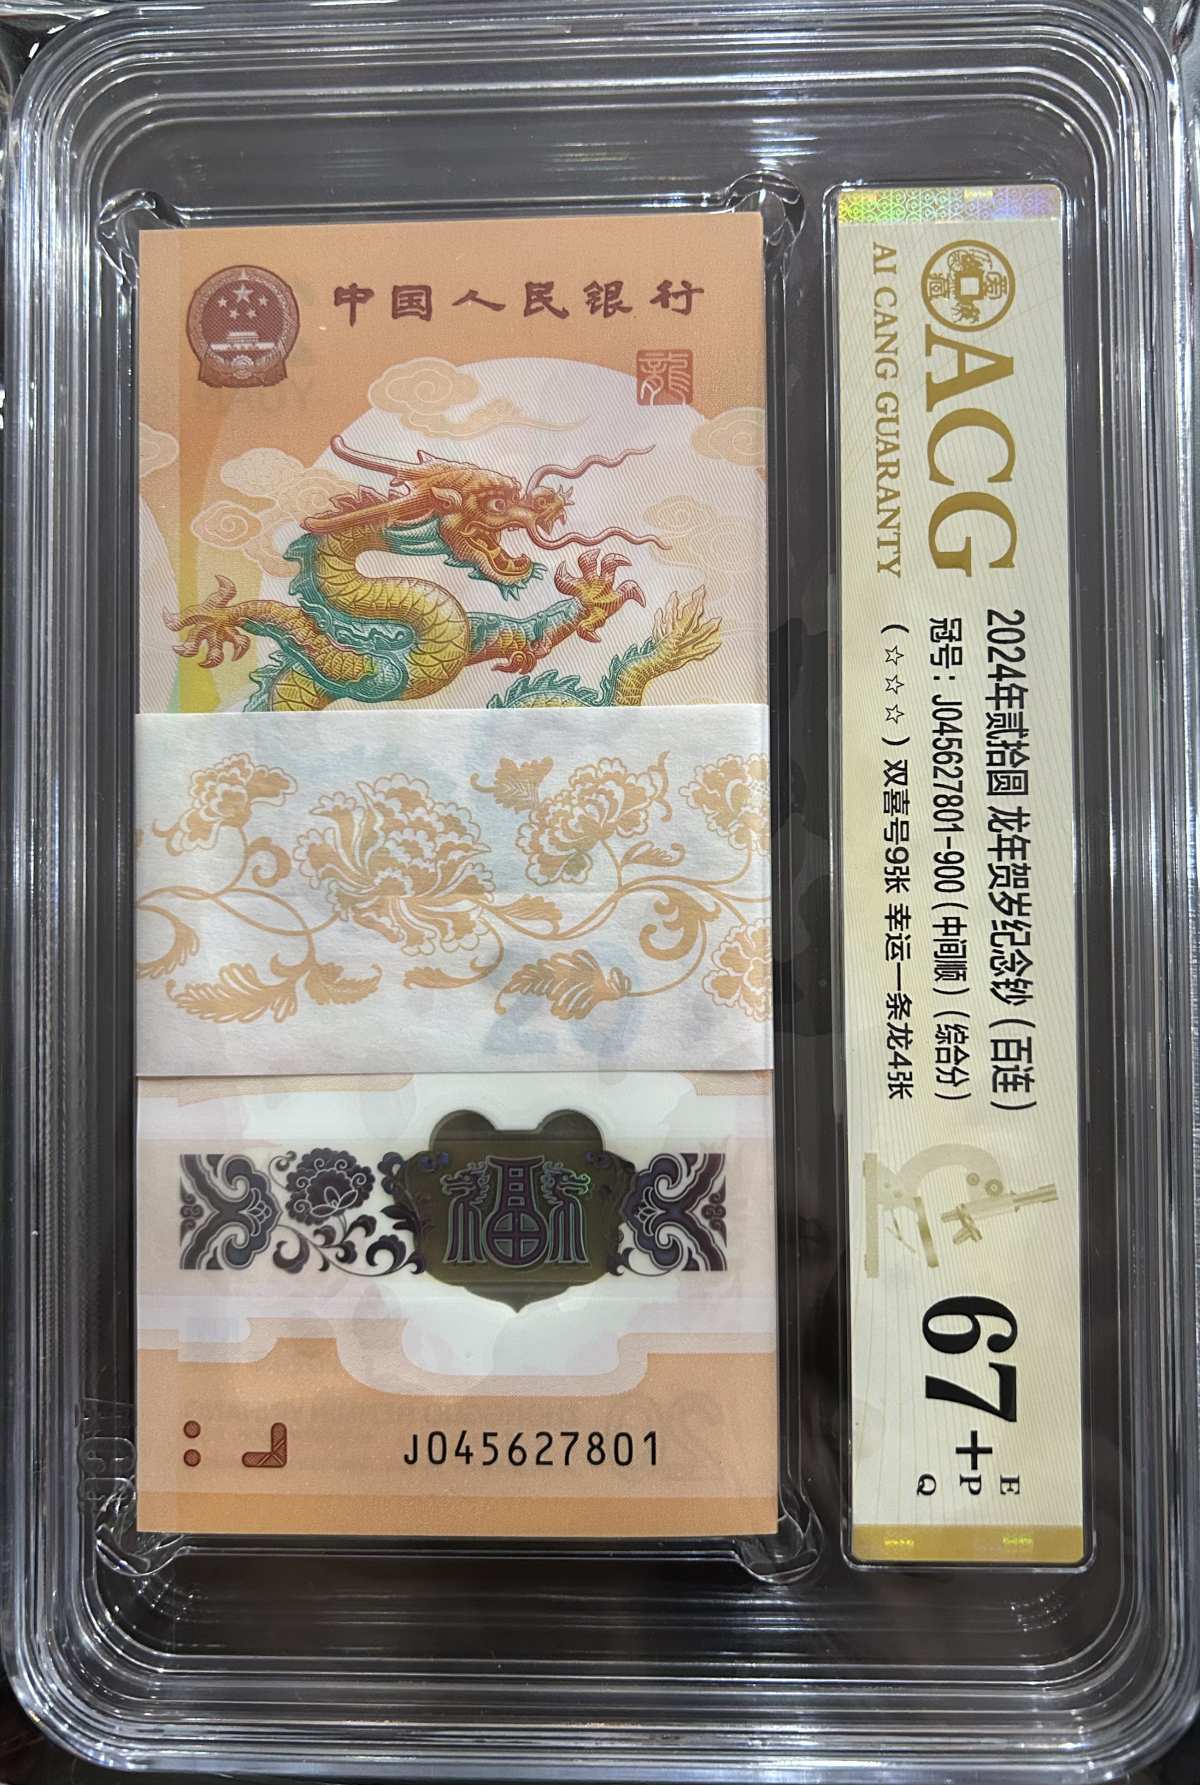 中国人民银行
龍
福
J045627801
ACG
AI CANG GUARANTY
2024年贰拾圆 龙年贺岁纪念钞（百连）
冠号：J045627801-900（中间顺）（综合分）
（☆☆☆）双喜号9张 幸运一条龙4张
67+
E
P
Q